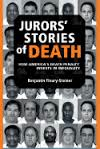 JURORS'
STORIES
OF
DEATH
HOW AMERICA'S DEATH PENALTY
INVESTS IN INEQUALITY
Benjamin Fleury-Steiner